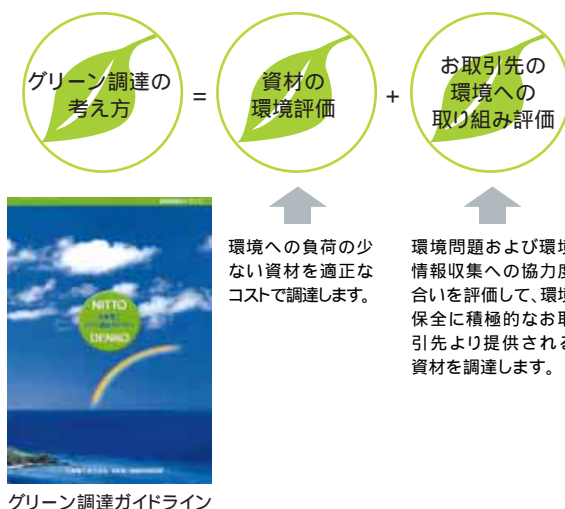 グリーン調達の
考え方
=
資材の
環境評価
+
お取引先の
環境への
取り組み評価
環境への負荷の少
ない資材を適正な
コストで調達します。
環境問題および環境
情報収集への協力度
合いを評価して、環境
保全に積極的なお取
引先より提供される
資材を調達します。
NITTO
DENKO
グリーン調達ガイドライン